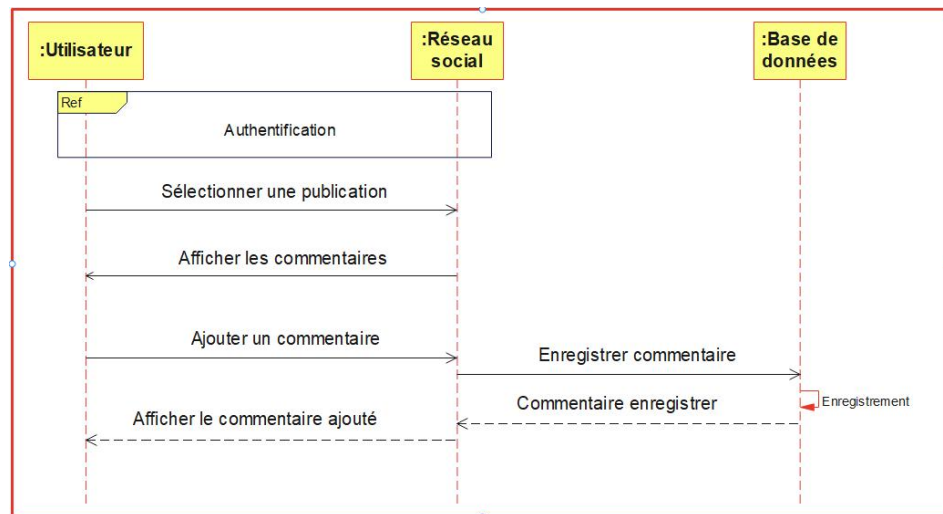 :Utilisateur
:Réseau
social
:Base de
données
Ref
Authentification
Sélectionner une publication
Afficher les commentaires
Ajouter un commentaire
Enregistrer commentaire
Enregistrement
Commentaire enregistrer
Afficher le commentaire ajouté